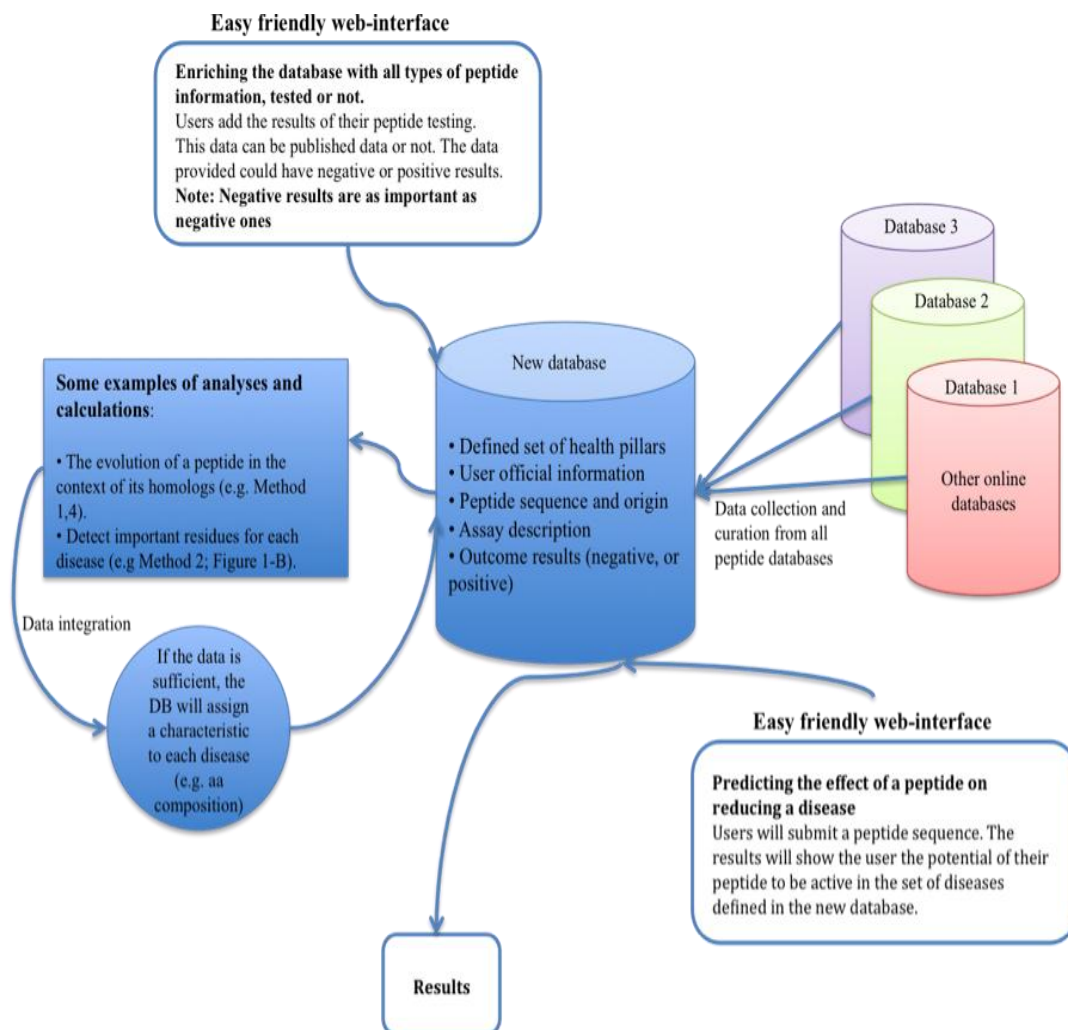 Easy friendly web-interface
Enriching the database with all types of peptide
information, tested or not.
Users add the results of their peptide testing.
This data can be published data or not. The data
provided could have negative or positive results.
Note: Negative results are as important as
negative ones
Database 3
Database 2
Database 1
Other online
databases
New database
• Defined set of health pillars
• User official information
• Peptide sequence and origin
• Assay description
• Outcome results (negative, or
positive)
Data collection and
curation from all
peptide databases
Some examples of analyses and
calculations:
• The evolution of a peptide in the
context of its homologs (e.g. Method
1,4).
• Detect important residues for each
disease (e.g Method 2; Figure 1-B).
Data integration
If the data is
sufficient, the
DB will assign
a characteristic
to each disease
(e.g. aa
composition)
Easy friendly web-interface
Predicting the effect of a peptide on
reducing a disease
Users will submit a peptide sequence. The
results will show the user the potential of their
peptide to be active in the set of diseases
defined in the new database.
Results